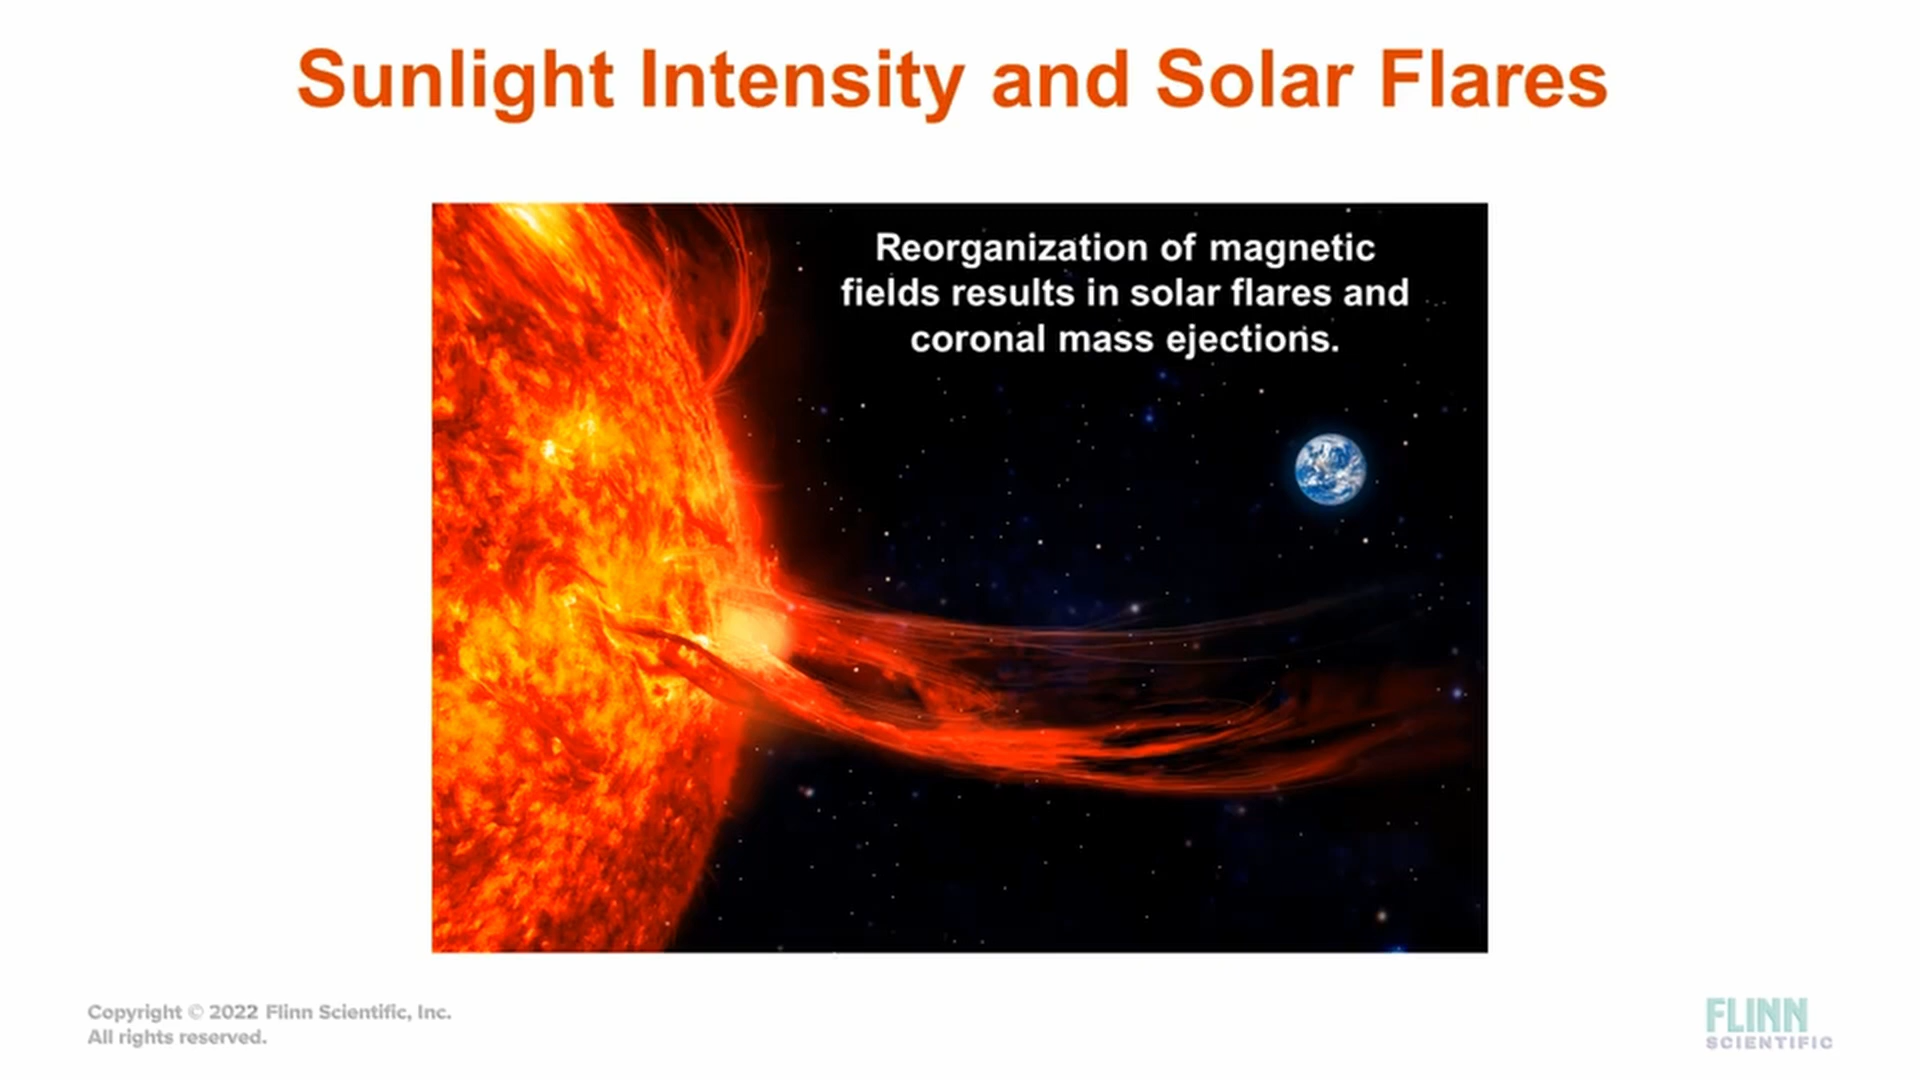 Sunlight Intensity and Solar Flares
Reorganization of magnetic
fields results in solar flares and
coronal mass ejections.
Copyright © 2022 Flinn Scientific, Inc.
All rights reserved.
FLINN
SCIENTIFIC